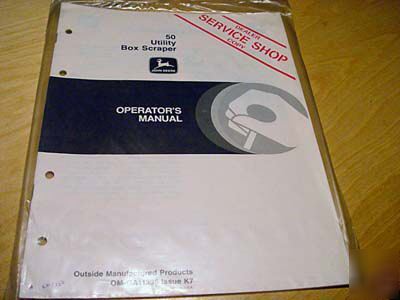 50
Utility
Box Scraper
JOHN DEERE
DEALER
SERVICE SHOP
COPY
OPERATOR'S
MANUAL
Outside Manufactured Products
Issue K7